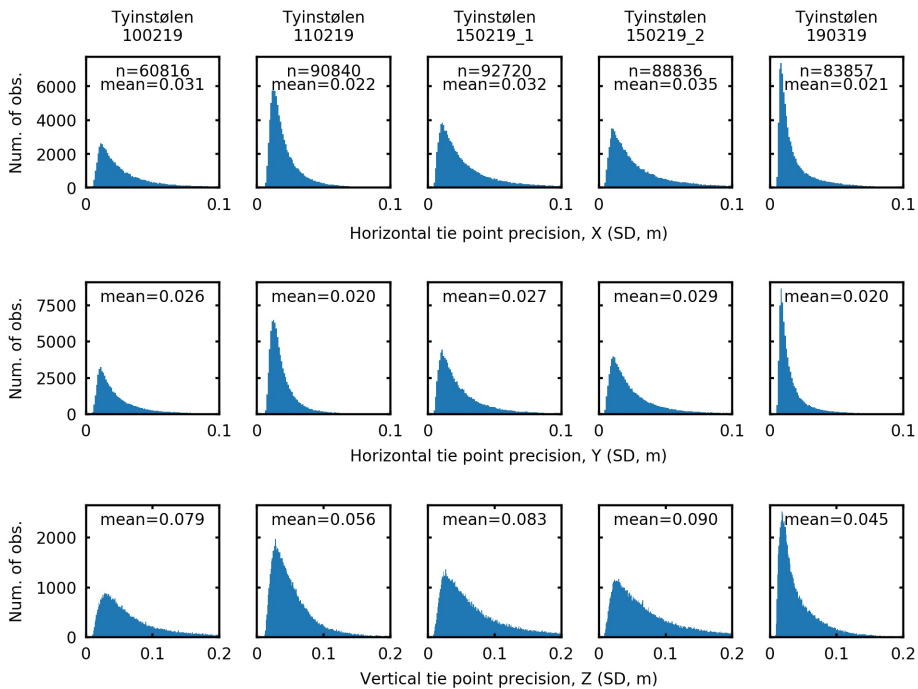 Tyinstølen Tyinstølen Tyinstølen Tyinstølen Tyinstølen
100219 110219 150219_1 150219_2 190319
n=60816 n=90840 n=92720 n=88836 n=83857
mean=0.031 mean=0.022 mean=0.032 mean=0.035 mean=0.021
Num. of obs.
6000
4000
2000
0
0 0.1 0 0.1 0 0.1 0 0.1 0 0.1
Horizontal tie point precision, X (SD, m)
mean=0.026 mean=0.020 mean=0.027 mean=0.029 mean=0.020
Num. of obs.
7500
5000
2500
0
0 0.1 0 0.1 0 0.1 0 0.1 0 0.1
Horizontal tie point precision, Y (SD, m)
mean=0.079 mean=0.056 mean=0.083 mean=0.090 mean=0.045
Num. of obs.
2000
1000
0
0 0.1 0.2 0 0.1 0.2 0 0.1 0.2 0 0.1 0.2 0 0.1 0.2
Vertical tie point precision, Z (SD, m)